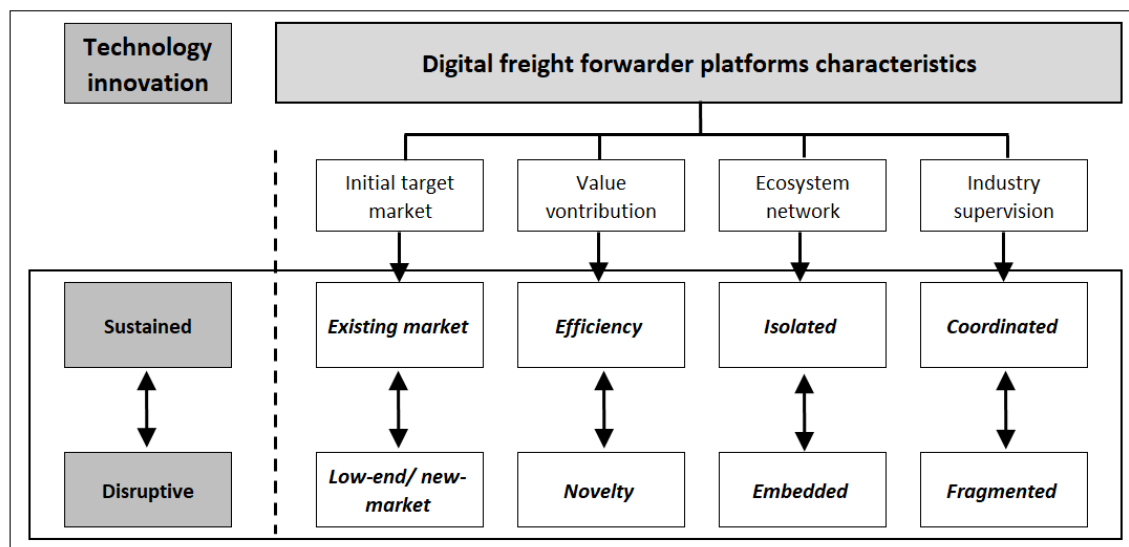 Technology
innovation
Digital freight forwarder platforms characteristics
Initial target
market
Value
vontribution
Ecosystem
network
Industry
supervision
Sustained
Existing market
Efficiency
Isolated
Coordinated
Disruptive
Low-end/ new-
market
Novelty
Embedded
Fragmented